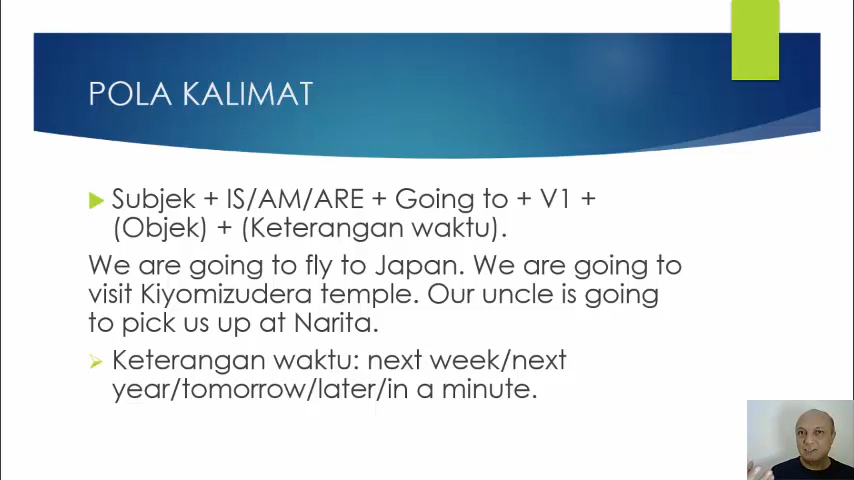 POLA KALIMAT
Subjek + IS/AM/ARE + Going to + V1 +
(Objek) + (Keterangan waktu).
We are going to fly to Japan. We are going to
visit Kiyomizudera temple. Our uncle is going
to pick us up at Narita.
Keterangan waktu: next week/next
year/tomorrow/later/in a minute.